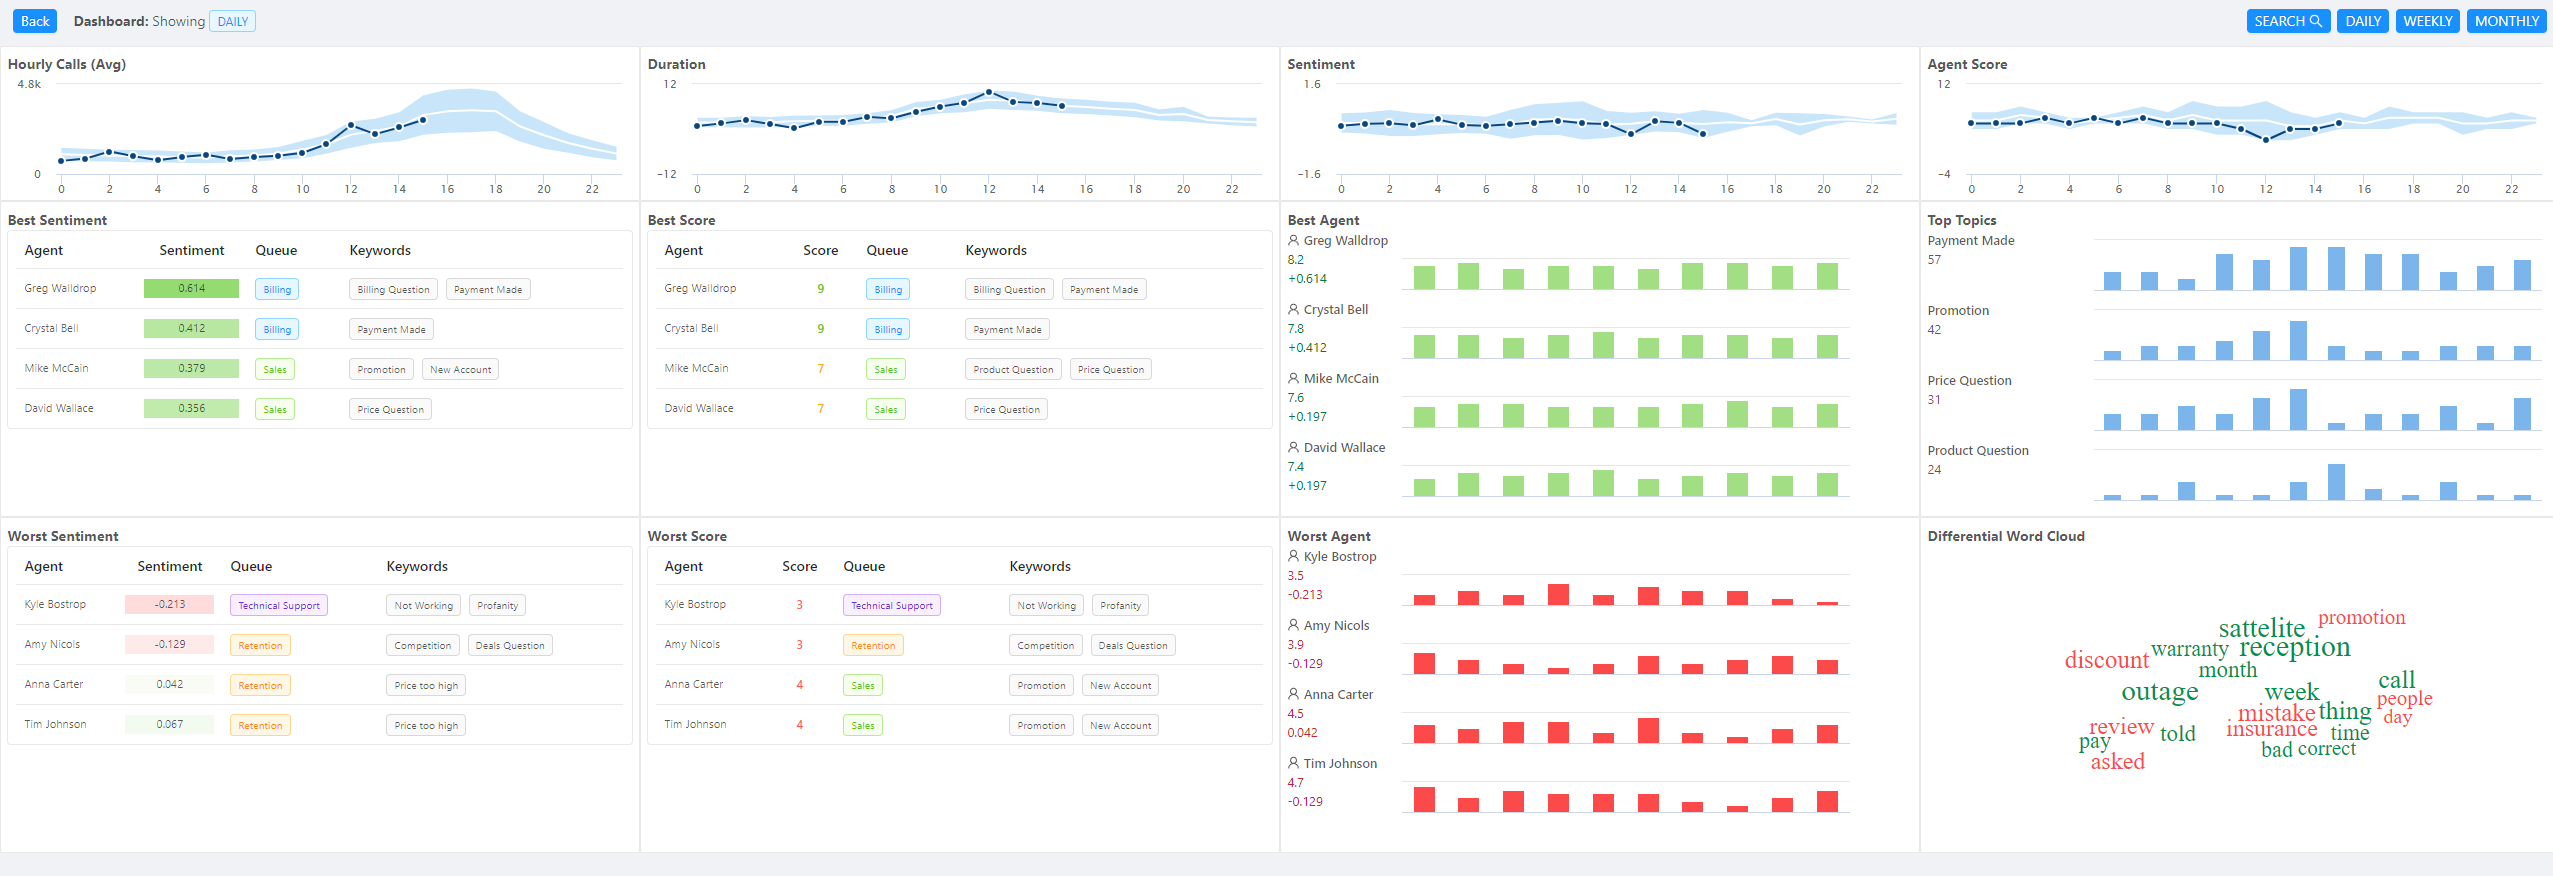 Back Dashboard: Showing DAILY SEARCH DAILY WEEKLY MONTHLY
Hourly Calls (Avg)
4.8k
0
0 2 4 6 8 10 12 14 16 18 20 22
Duration
12
−12
0 2 4 6 8 10 12 14 16 18 20 22
Sentiment
1.6
−1.6
0 2 4 6 8 10 12 14 16 18 20 22
Agent Score
12
−4
0 2 4 6 8 10 12 14 16 18 20 22
Best Sentiment
Agent Sentiment Queue Keywords
Greg Walldrop 0.614 Billing Billing Question Payment Made
Crystal Bell 0.412 Billing Payment Made
Mike McCain 0.379 Sales Promotion New Account
David Wallace 0.356 Sales Price Question
Best Score
Agent Score Queue Keywords
Greg Walldrop 9 Billing Billing Question Payment Made
Crystal Bell 9 Billing Payment Made
Mike McCain 7 Sales Product Question Price Question
David Wallace 7 Sales Price Question
Best Agent
Greg Walldrop
8.2
+0.614
Crystal Bell
7.8
+0.412
Mike McCain
7.6
+0.197
David Wallace
7.4
+0.197
Top Topics
Payment Made
57
Promotion
42
Price Question
31
Product Question
24
Worst Sentiment
Agent Sentiment Queue Keywords
Kyle Bostrop -0.213 Technical Support Not Working Profanity
Amy Nicols -0.129 Retention Competition Deals Question
Anna Carter 0.042 Retention Price too high
Tim Johnson 0.067 Retention Price too high
Worst Score
Agent Score Queue Keywords
Kyle Bostrop 3 Technical Support Not Working Profanity
Amy Nicols 3 Retention Competition Deals Question
Anna Carter 4 Sales Promotion New Account
Tim Johnson 4 Sales Promotion New Account
Worst Agent
Kyle Bostrop
3.5
-0.213
Amy Nicols
3.9
-0.129
Anna Carter
4.5
0.042
Tim Johnson
4.7
-0.129
Differential Word Cloud
promotion
sattelite
warranty reception
discount
month
call
outage week
people
mistake thing
day
review insurance
told time
pay
bad correct
asked